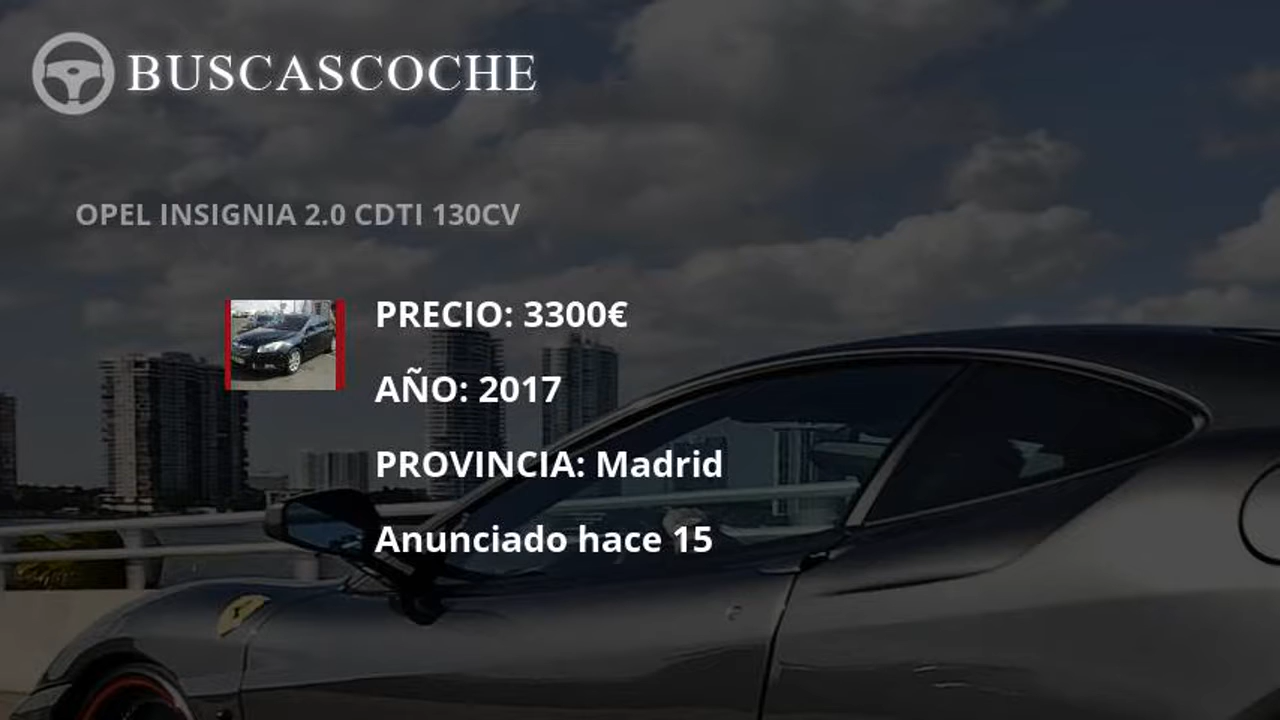 BUSCASCOCHE
OPEL INSIGNIA 2.0 CDTI 130CV
PRECIO: 3300€
AÑO: 2017
PROVINCIA: Madrid
Anunciado hace 15